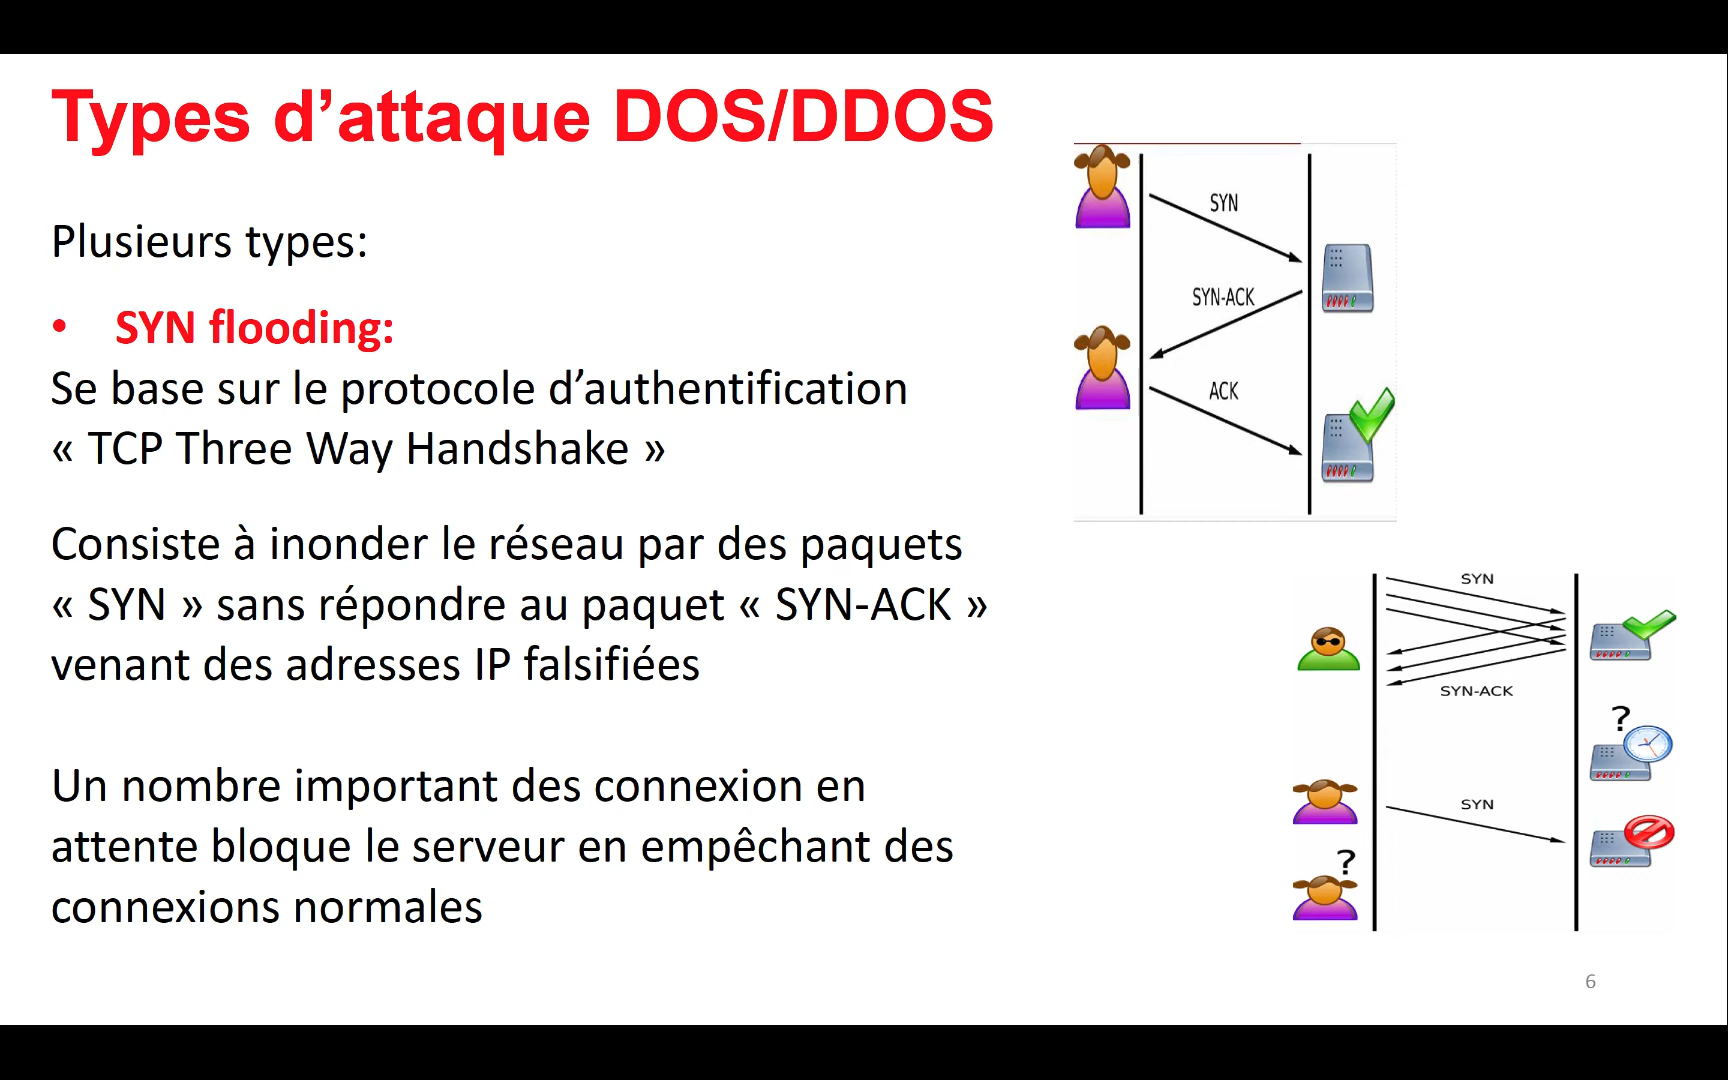 Types d’attaque DOS/DDOS
Plusieurs types:
• SYN flooding:
Se base sur le protocole d’authentification
« TCP Three Way Handshake »
Consiste à inonder le réseau par des paquets
« SYN » sans répondre au paquet « SYN-ACK »
venant des adresses IP falsifiées
Un nombre important des connexion en
attente bloque le serveur en empêchant des
connexions normales
SYN
SYN-ACK
ACK
SYN
SYN-ACK
?
SYN
?
6